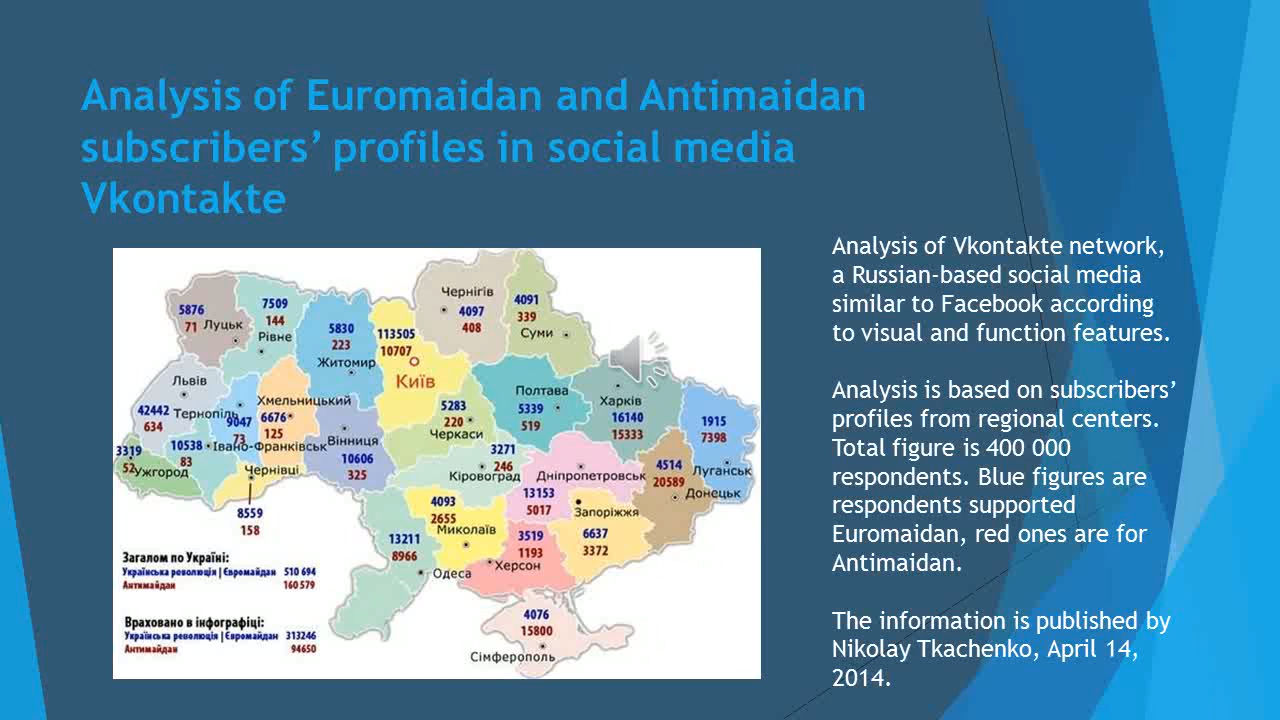 Analysis of Euromaidan and Antimaidan
subscribers’ profiles in social media
Vkontakte
Analysis of Vkontakte network,
a Russian-based social media
similar to Facebook according
to visual and function features.
Analysis is based on subscribers’
profiles from regional centers.
Total figure is 400 000
respondents. Blue figures are
respondents supported
Euromaidan, red ones are for
Antimaidan.
The information is published by
Nikolay Tkachenko, April 14,
2014.
5876
71
Луцьк
7509
144
Рівне
5830
223
Житомир
113505
10707
Київ
Чернігів
4097
408
4091
339
Суми
Львів
42442
634
Тернопіль
9047
73
Хмельницький
6676
125
10538
83
Івано-Франківськ
3319
52
Ужгород
Чернівці
8559
158
Вінниця
10606
325
5283
220
Черкаси
Полтава
5339
519
Харків
16140
15333
1915
7398
Луганськ
3271
246
Кіровоград
Дніпропетровськ
13153
5017
4514
20589
Донецьк
Запоріжжя
6637
3372
4093
2655
Миколаїв
3519
1193
Херсон
13211
8966
Одеса
4076
15800
Сімферополь
Загалом по Україні:
Українська революція | Євромайдан 510 694
Антимайдан 160 579
Враховано в інфографіці:
Українська революція | Євромайдан 313246
Антимайдан 94650